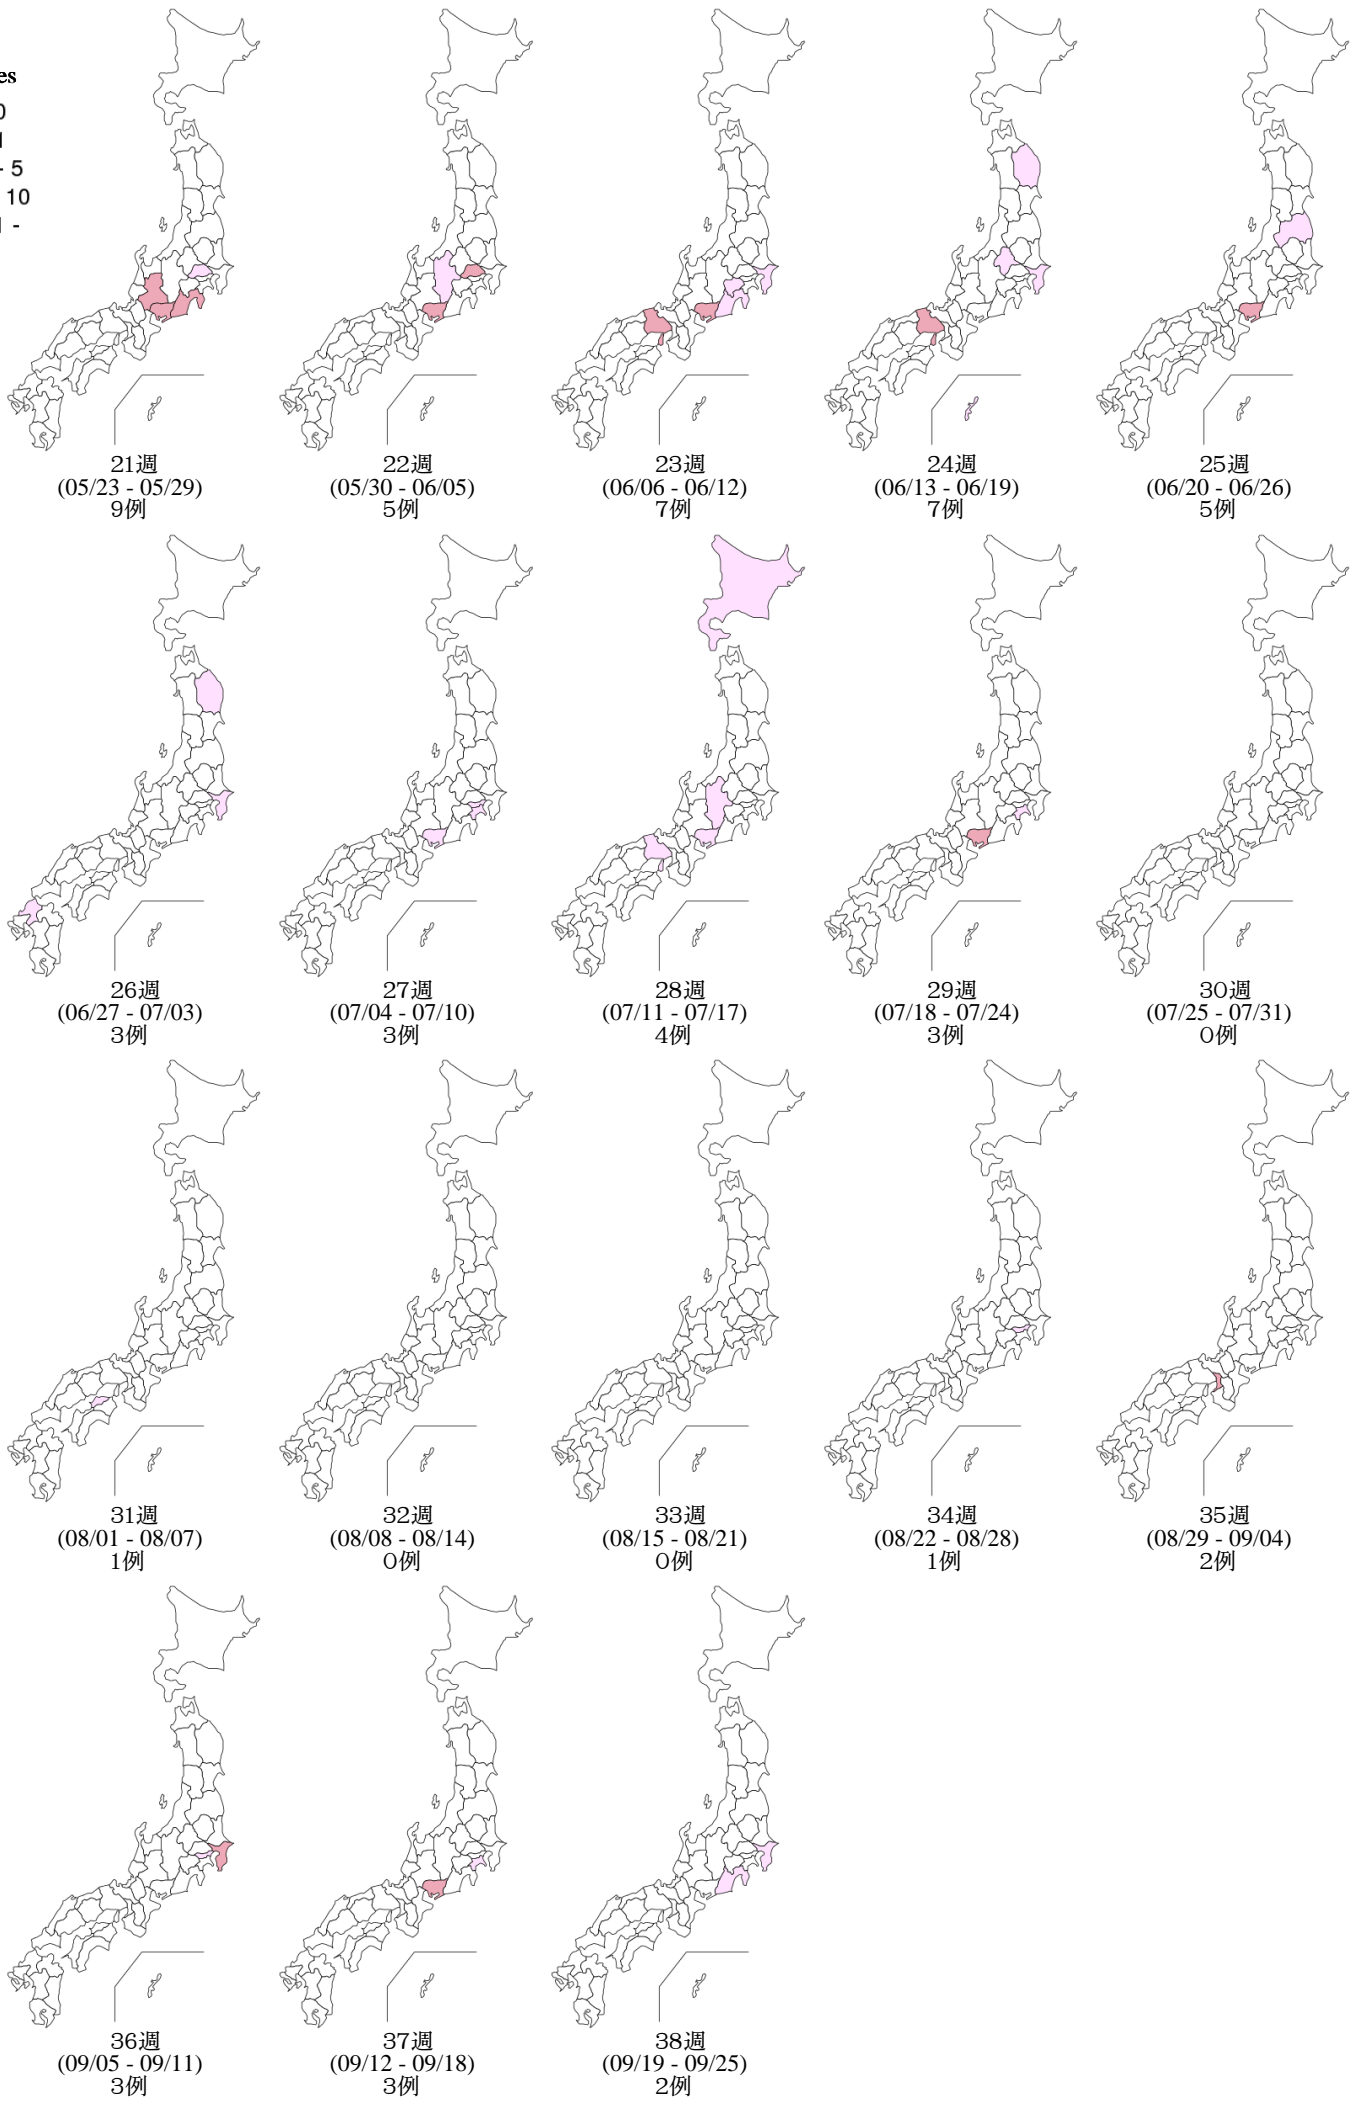 es
0
1
- 5
10
1 -
21週
(05/23 - 05/29)
9例
22週
(05/30 - 06/05)
5例
23週
(06/06 - 06/12)
7例
24週
(06/13 - 06/19)
7例
25週
(06/20 - 06/26)
5例
26週
(06/27 - 07/03)
3例
27週
(07/04 - 07/10)
3例
28週
(07/11 - 07/17)
4例
29週
(07/18 - 07/24)
3例
30週
(07/25 - 07/31)
0例
31週
(08/01 - 08/07)
1例
32週
(08/08 - 08/14)
0例
33週
(08/15 - 08/21)
0例
34週
(08/22 - 08/28)
1例
35週
(08/29 - 09/04)
2例
36週
(09/05 - 09/11)
3例
37週
(09/12 - 09/18)
3例
38週
(09/19 - 09/25)
2例